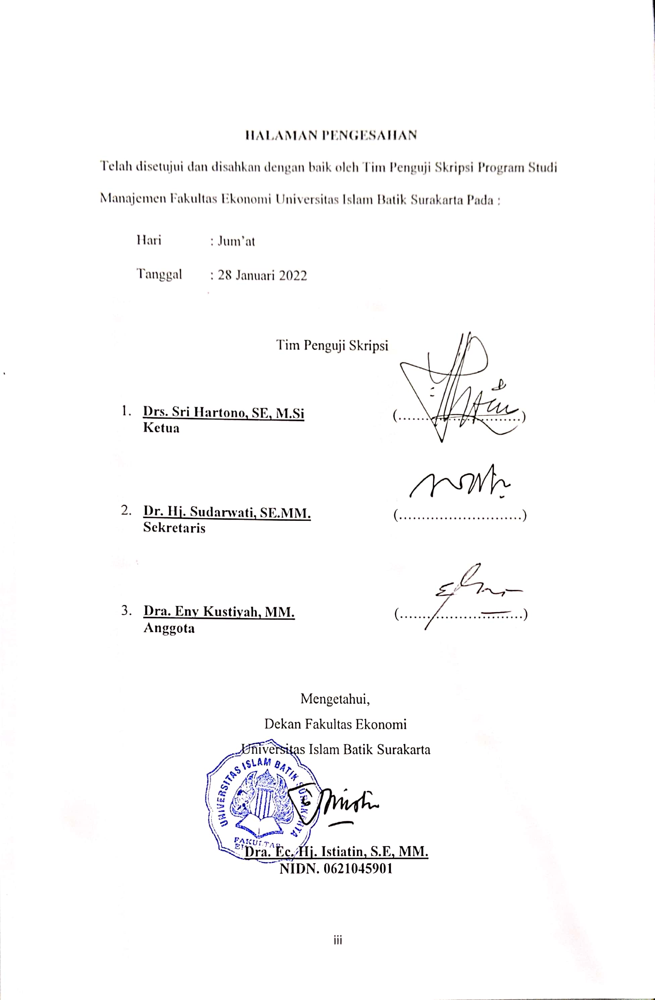 HALAMAN PENGESAHAN
Telah disetujui dan disahkan dengan baik oleh Tim Penguji Skripsi Program Studi
Manajemen Fakultas Ekonomi Universitas Islam Batik Surakarta Pada :
Hari : Jum'at
Tanggal : 28 Januari 2022
Tim Penguji Skripsi
1. Drs. Sri Hartono, SE, M.Si (..............................)
Ketua
2. Dr. Hj. Sudarwati, SE.MM. (..............................)
Sekretaris
3. Dra. Eny Kustiyah, MM. (..............................)
Anggota
Mengetahui,
Dekan Fakultas Ekonomi
Universitas Islam Batik Surakarta
UNIVERSITAS ISLAM BATIK SURAKARTA
FAKULTAS
Dra. Ec. Hj. Istiatin, S.E, MM.
NIDN. 0621045901
iii